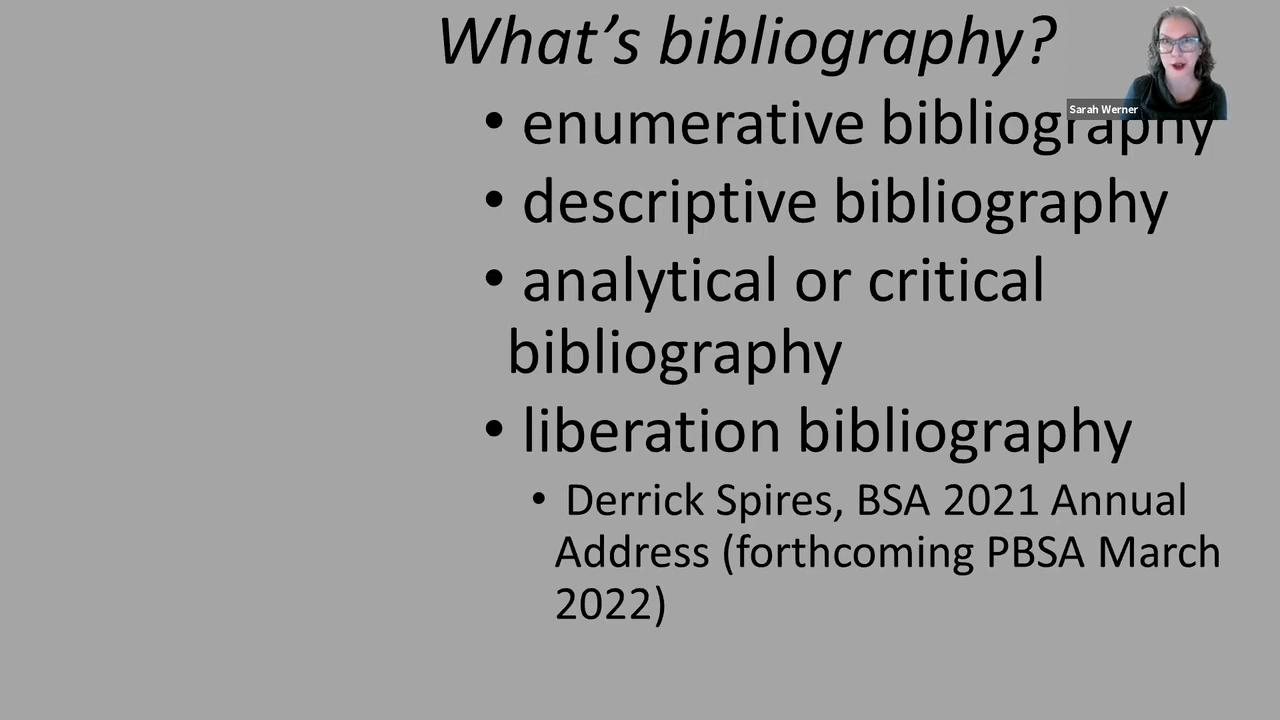 What's bibliography?
• enumerative bibliography
• descriptive bibliography
• analytical or critical
bibliography
• liberation bibliography
• Derrick Spires, BSA 2021 Annual
Address (forthcoming PBSA March
2022)
Sarah Werner